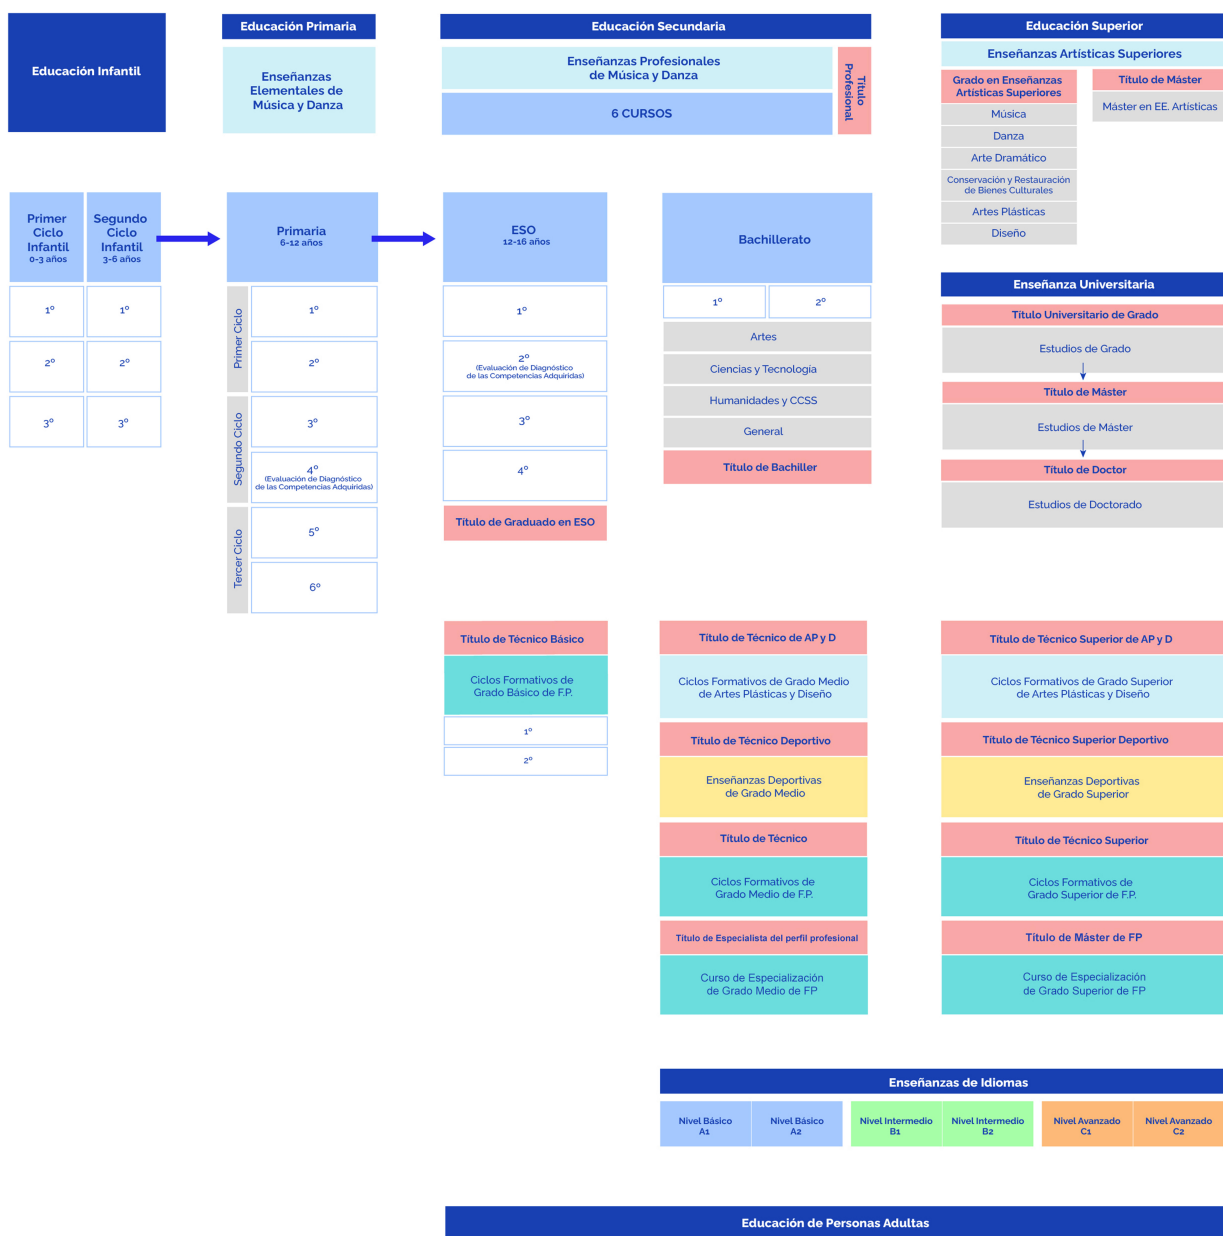 Educación Infantil
Educación Primaria
Enseñanzas
Elementales de
Música y Danza
Educación Secundaria
Enseñanzas Profesionales
de Música y Danza
6 CURSOS
Título
Profesional
Educación Superior
Enseñanzas Artísticas Superiores
Grado en Enseñanzas
Artísticas Superiores
Música
Danza
Arte Dramático
Conservación y Restauración
de Bienes Culturales
Artes Plásticas
Diseño
Título de Máster
Máster en EE. Artísticas
Primer
Ciclo
Infantil
0-3 años
1º
2º
3º
Segundo
Ciclo
Infantil
3-6 años
1º
2º
3º
Primaria
6-12 años
Primer Ciclo
1º
2º
Segundo Ciclo
3º
4º
(Evaluación de Diagnóstico
de las Competencias Adquiridas)
Tercer Ciclo
5º
6º
ESO
12-16 años
1º
2º
(Evaluación de Diagnóstico
de las Competencias Adquiridas)
3º
4º
Título de Graduado en ESO
Bachillerato
1º
2º
Artes
Ciencias y Tecnología
Humanidades y CCSS
General
Título de Bachiller
Enseñanza Universitaria
Título Universitario de Grado
Estudios de Grado
Título de Máster
Estudios de Máster
Título de Doctor
Estudios de Doctorado
Título de Técnico Básico
Ciclos Formativos de
Grado Básico de F.P.
1º
2º
Título de Técnico de AP y D
Ciclos Formativos de Grado Medio
de Artes Plásticas y Diseño
Título de Técnico Deportivo
Enseñanzas Deportivas
de Grado Medio
Título de Técnico
Ciclos Formativos de
Grado Medio de F.P.
Título de Especialista del perfil profesional
Curso de Especialización
de Grado Medio de FP
Título de Técnico Superior de AP y D
Ciclos Formativos de Grado Superior
de Artes Plásticas y Diseño
Título de Técnico Superior Deportivo
Enseñanzas Deportivas
de Grado Superior
Título de Técnico Superior
Ciclos Formativos de
Grado Superior de F.P.
Título de Máster de FP
Curso de Especialización
de Grado Superior de FP
Enseñanzas de Idiomas
Nivel Básico
A1
Nivel Básico
A2
Nivel Intermedio
B1
Nivel Intermedio
B2
Nivel Avanzado
C1
Nivel Avanzado
C2
Educación de Personas Adultas